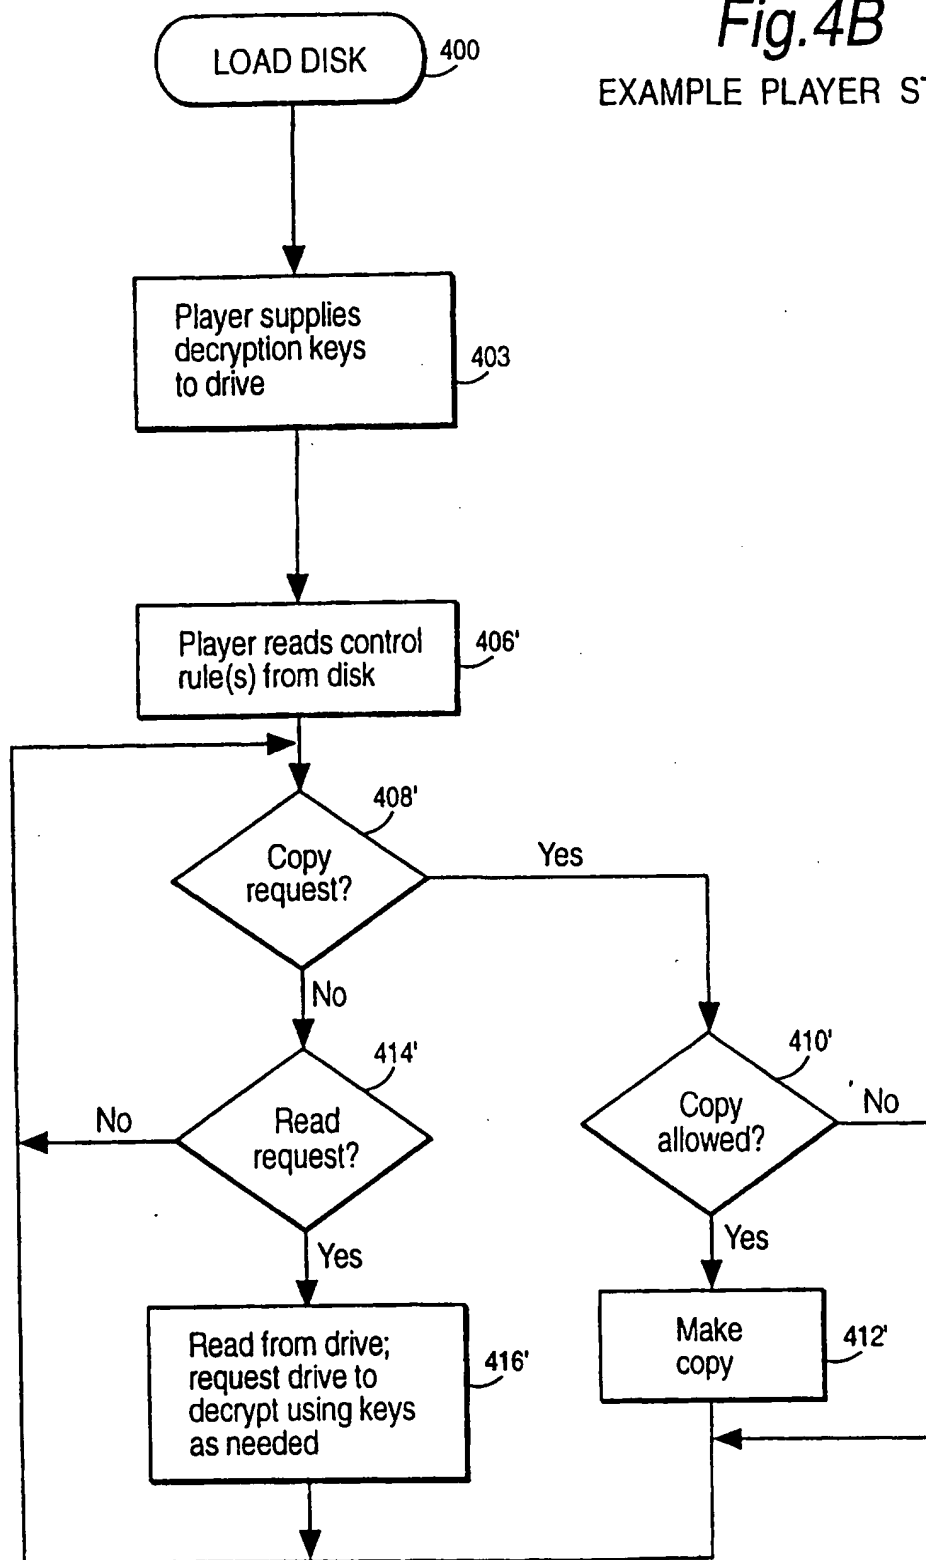 Fig.4B
EXAMPLE PLAYER
LOAD DISK
400
Player supplies
decryption keys
to drive
403
Player reads control
rule(s) from disk
406'
408'
Copy
request?
Yes
No
414'
Read
request?
No
Yes
410'
Copy
allowed?
No
Yes
Read from drive;
request drive to
decrypt using keys
as needed
416'
Make
copy
412'